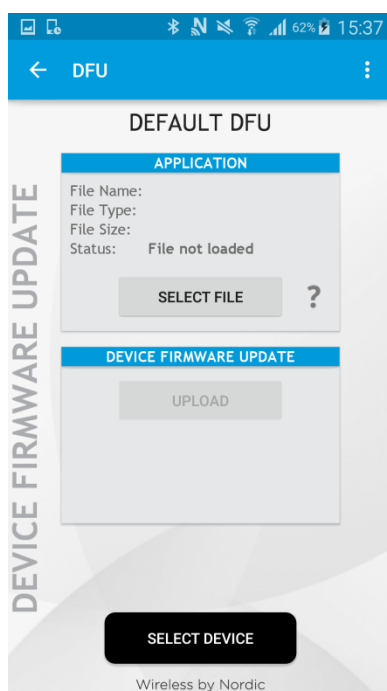 62% 15:37
DFU
DEFAULT DFU
APPLICATION
File Name:
File Type:
File Size:
Status: File not loaded
SELECT FILE ?
DEVICE FIRMWARE UPDATE
UPLOAD
DEVICE FIRMWARE UPDATE
SELECT DEVICE
Wireless by Nordic